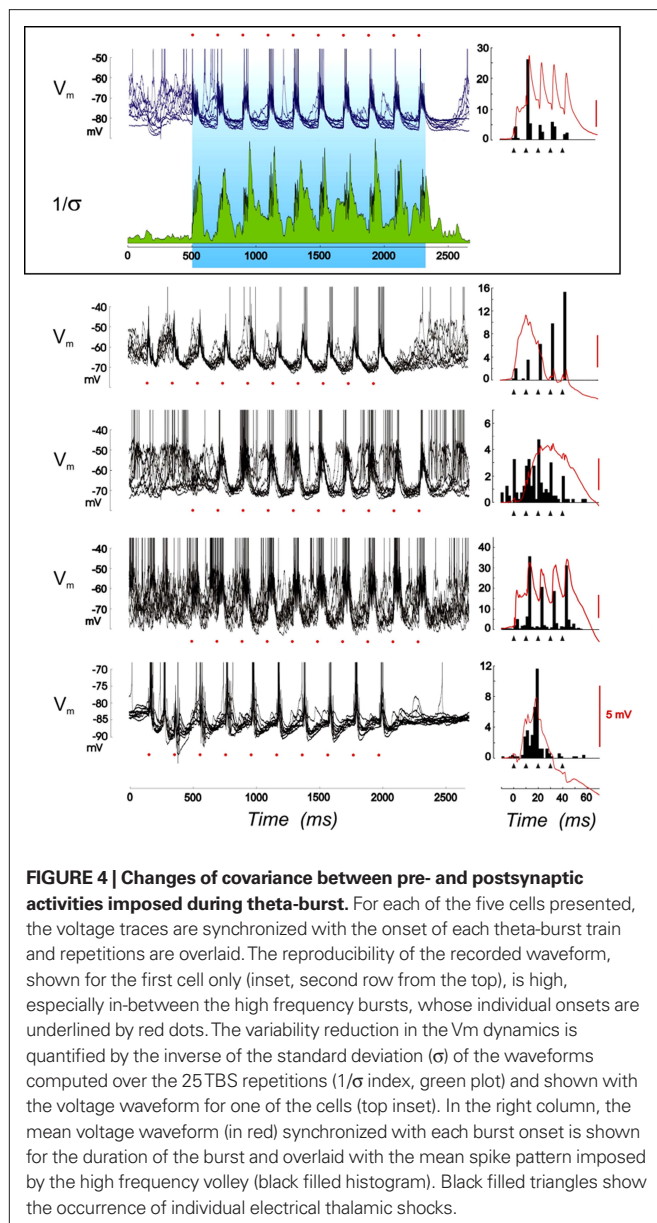 -50
-60
V_m
-70
-80
mV
30
20
10
0
1/σ
0 500 1000 1500 2000 2500
-40
-50
V_m
-60
-70
mV
16
12
8
4
0
-40
-50
V_m
-60
-70
mV
6
4
2
0
-40
-50
V_m
-60
-70
mV
40
30
20
10
0
-70
-75
V_m
-80
-85
-90
mV
12
8
4
0
5 mV
0 500 1000 1500 2000 2500
0 20 40 60
Time (ms)
Time (ms)
FIGURE 4 | Changes of covariance between pre- and postsynaptic
activities imposed during theta-burst. For each of the five cells presented,
the voltage traces are synchronized with the onset of each theta-burst train
and repetitions are overlaid. The reproducibility of the recorded waveform,
shown for the first cell only (inset, second row from the top), is high,
especially in-between the high frequency bursts, whose individual onsets are
underlined by red dots. The variability reduction in the Vm dynamics is
quantified by the inverse of the standard deviation (σ) of the waveforms
computed over the 25 TBS repetitions (1/σ index, green plot) and shown with
the voltage waveform for one of the cells (top inset). In the right column, the
mean voltage waveform (in red) synchronized with each burst onset is shown
for the duration of the burst and overlaid with the mean spike pattern imposed
by the high frequency volley (black filled histogram). Black filled triangles show
the occurrence of individual electrical thalamic shocks.